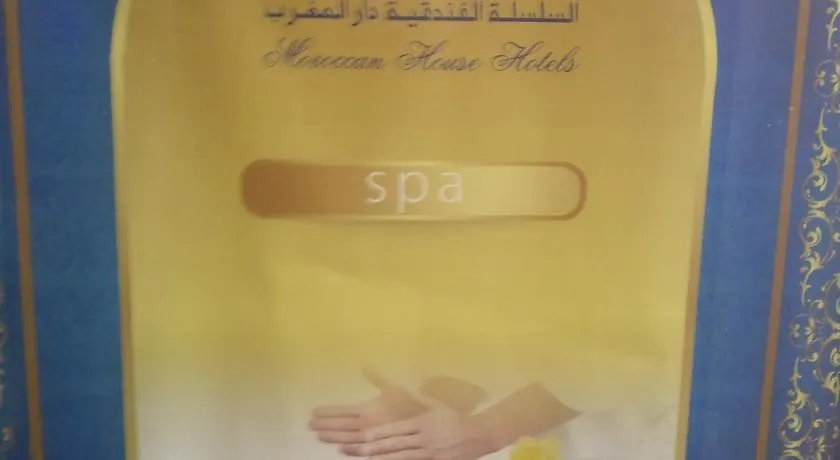 السلسلة الفندقية دار المغرب
Moroccan House Hotels
spa